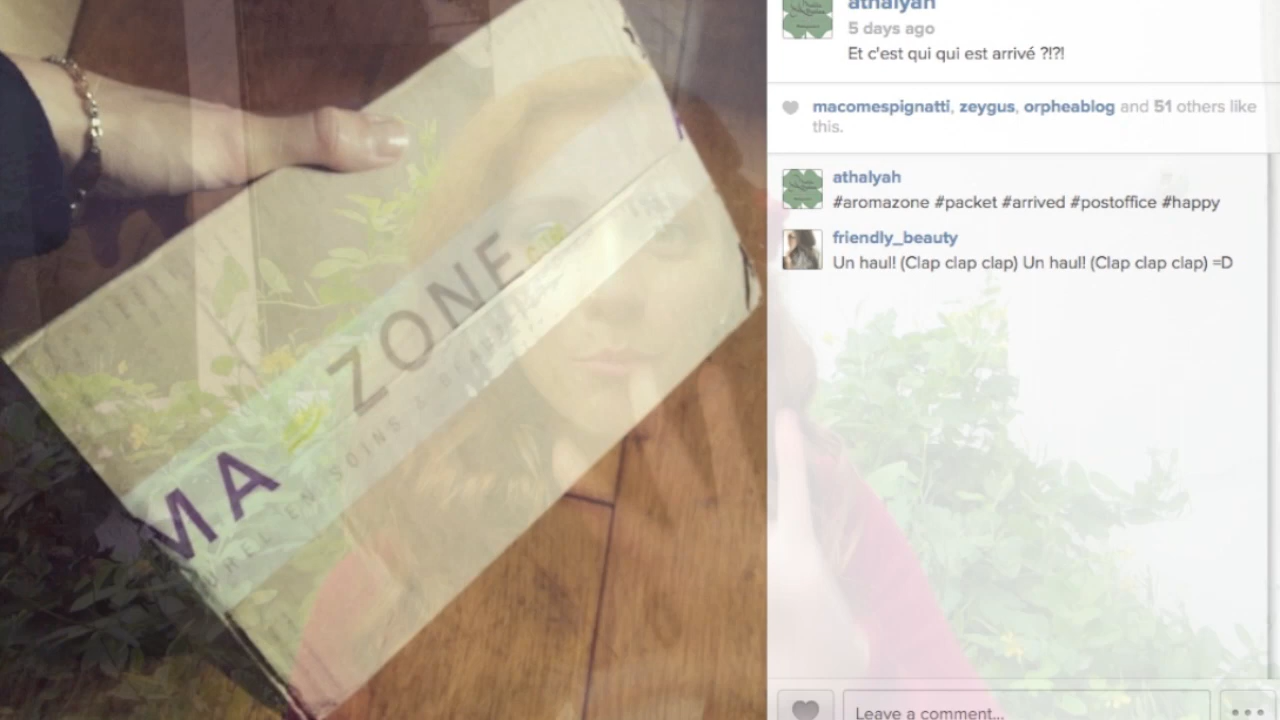 MA ZONE
EN SOINS &
athalyah
5 days ago
Et c'est qui qui est arrivé ?!?!
macomespignatti, zeygus, orpheablog and 51 others like
this.
athalyah
#aromazone #packet #arrived #postoffice #happy
friendly_beauty
Un haul! (Clap clap clap) Un haul! (Clap clap clap) =D
Leave a comment...